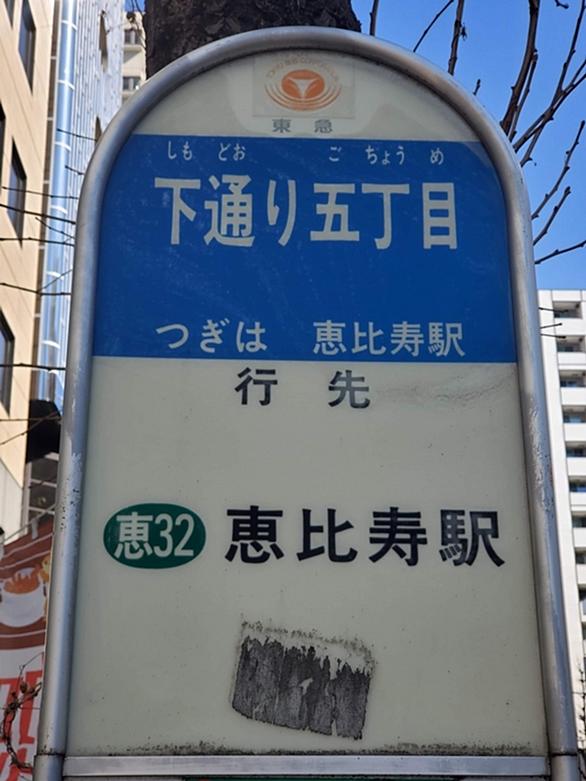 東急
しもどおごちょうめ
下通り五丁目
つぎは 恵比寿駅
行先
恵32 恵比寿駅